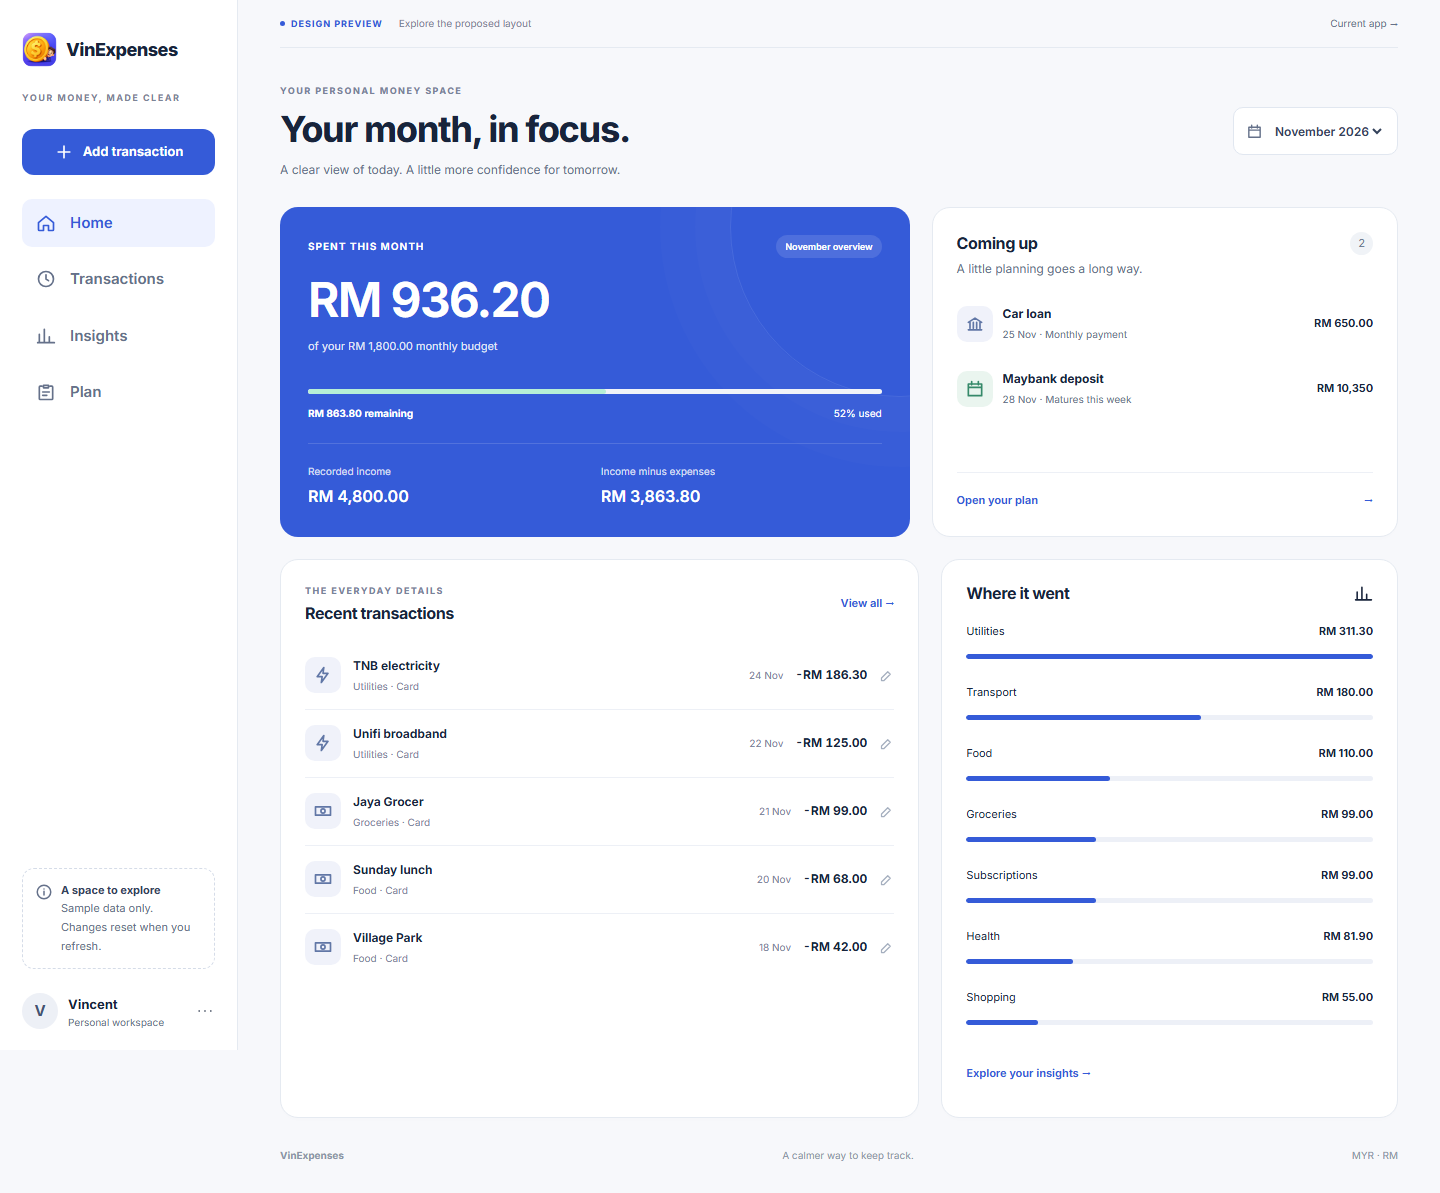 VinExpenses
YOUR MONEY, MADE CLEAR
Add transaction
Home
Transactions
Insights
Plan
A space to explore
Sample data only.
Changes reset when you
refresh.
V
Vincent
Personal workspace
DESIGN PREVIEW Explore the proposed layout
Current app →
YOUR PERSONAL MONEY SPACE
Your month, in focus.
A clear view of today. A little more confidence for tomorrow.
November 2026
SPENT THIS MONTH
November overview
RM 936.20
of your RM 1,800.00 monthly budget
RM 863.80 remaining
52% used
Recorded income
RM 4,800.00
Income minus expenses
RM 3,863.80
Coming up
2
A little planning goes a long way.
Car loan
25 Nov · Monthly payment
RM 650.00
Maybank deposit
28 Nov · Matures this week
RM 10,350
Open your plan →
THE EVERYDAY DETAILS
Recent transactions
View all →
TNB electricity
Utilities · Card
24 Nov -RM 186.30
Unifi broadband
Utilities · Card
22 Nov -RM 125.00
Jaya Grocer
Groceries · Card
21 Nov -RM 99.00
Sunday lunch
Food · Card
20 Nov -RM 68.00
Village Park
Food · Card
18 Nov -RM 42.00
Where it went
Utilities RM 311.30
Transport RM 180.00
Food RM 110.00
Groceries RM 99.00
Subscriptions RM 99.00
Health RM 81.90
Shopping RM 55.00
Explore your insights →
VinExpenses
A calmer way to keep track.
MYR · RM